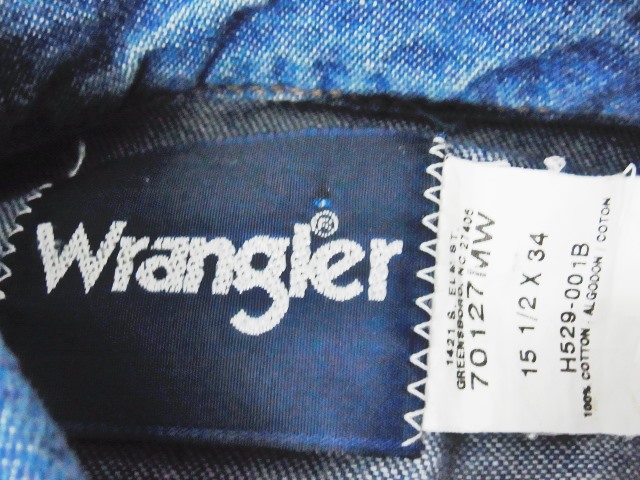 Wrangler®
1421 S. ELM ST.
GREENSBORO, NC 27406
70127MW
15 1/2 X 34
H529-001B
100% COTTON / ALGODON / COTON